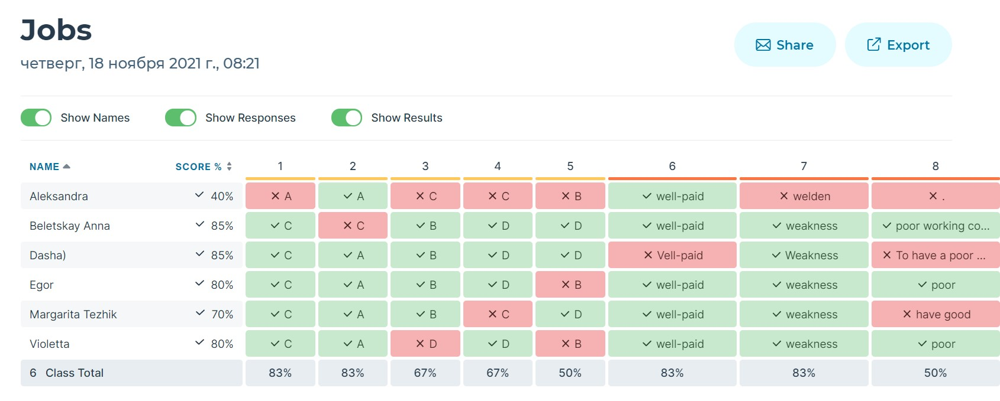 Jobs
четверг, 18 ноября 2021 г., 08:21
Share Export
Show Names Show Responses Show Results
NAME SCORE % 1 2 3 4 5 6 7 8
Aleksandra 40% A A C C B well-paid welden .
Beletskay Anna 85% C C B D D well-paid weakness poor working co...
Dasha) 85% C A B D D Vell-paid Weakness To have a poor ...
Egor 80% C A B D B well-paid weakness poor
Margarita Tezhik 70% C A B C D well-paid weakness have good
Violetta 80% C A D D B well-paid weakness poor
6 Class Total 83% 83% 67% 67% 50% 83% 83% 50%